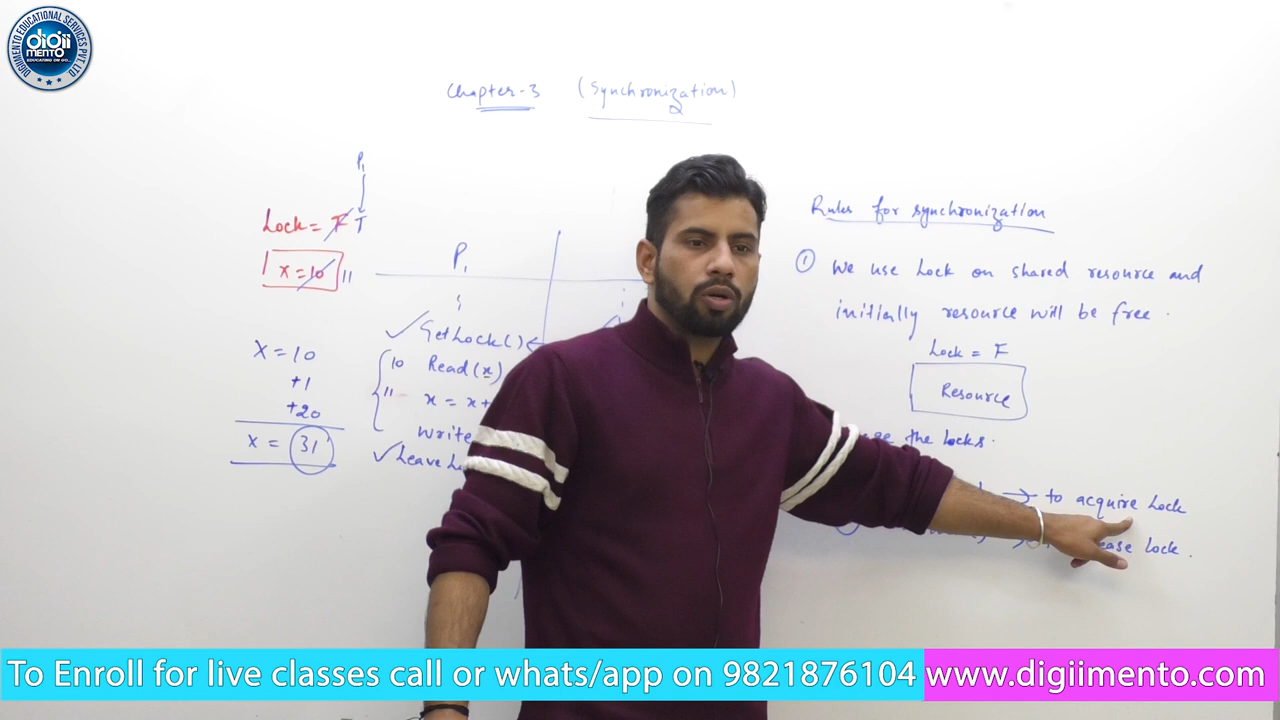 DIGIIMENTO EDUCATIONAL SERVICES PVT. LTD
digii
MENTO
EDUCATING ON GO...
Chapter-3 (Synchronization)
P1
Lock = F T
x = 10 11
P1
GetLock()
10 Read(x)
11 x = x+
write
Leave
X = 10
+1
+20
x = 31
Rules for synchronization
① We use Lock on shared resource and
initially resource will be free.
Lock = F
Resource
the locks.
→ to acquire Lock
Lock.
To Enroll for live classes call or whats/app on 9821876104 www.digiimento.com